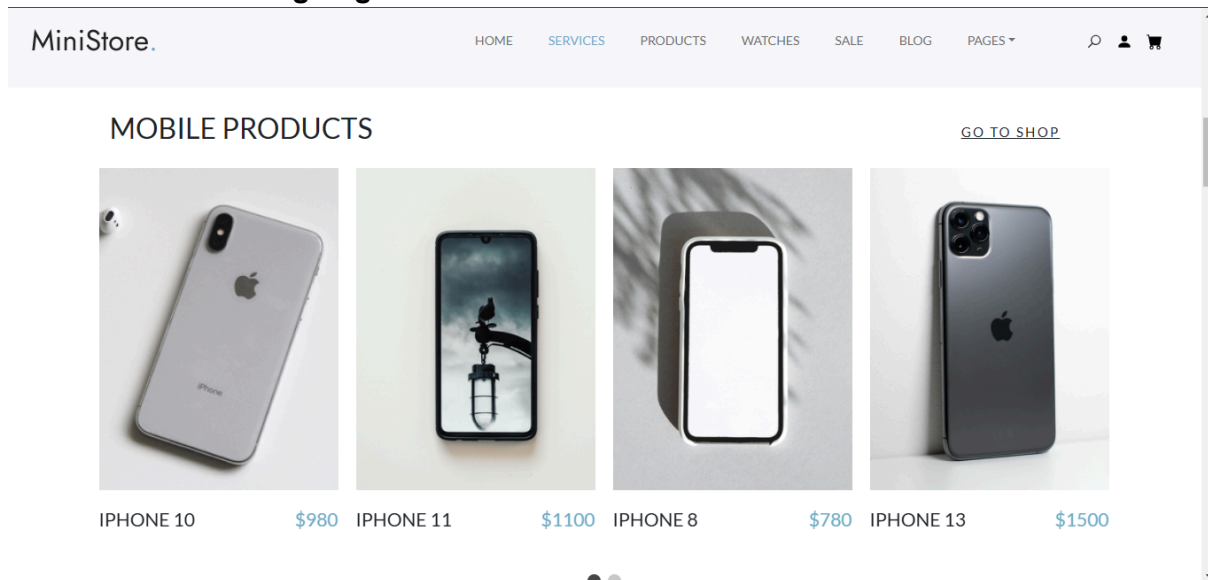 MiniStore.
HOME SERVICES PRODUCTS WATCHES SALE BLOG PAGES
MOBILE PRODUCTS
GO TO SHOP
iPhone
IPHONE 10 $980
IPHONE 11 $1100
IPHONE 8 $780
IPHONE 13 $1500